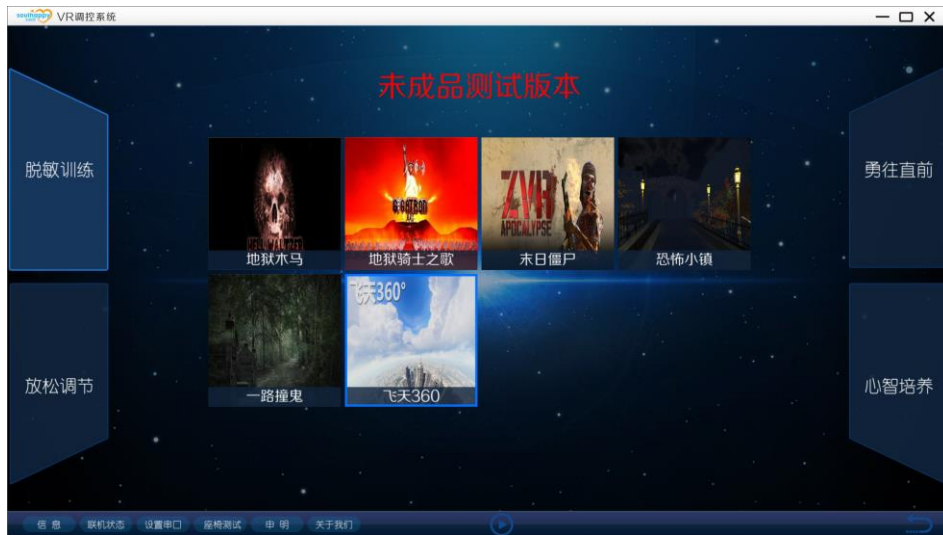 soulhappy VR调控系统
未成品测试版本
脱敏训练
勇往直前
HELLWALTZER
地狱木马
地狱骑士之歌
ZVR
APOCALYPSE
末日僵尸
恐怖小镇
放松调节
心智培养
一路撞鬼
飞天360°
飞天360
信 息 联机状态 设置串口 座椅测试 申 明 关于我们